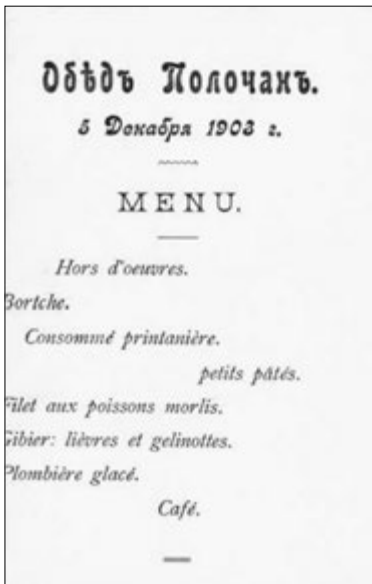 Обѣдъ Полочанъ.
5 Декабря 1903 г.
MENU.
Hors d'oeuvres.
Bortche.
Consommé printanière.
petits pâtés.
Filet aux poissons morlis.
Gibier: lièvres et gelinottes.
Plombière glacé.
Café.